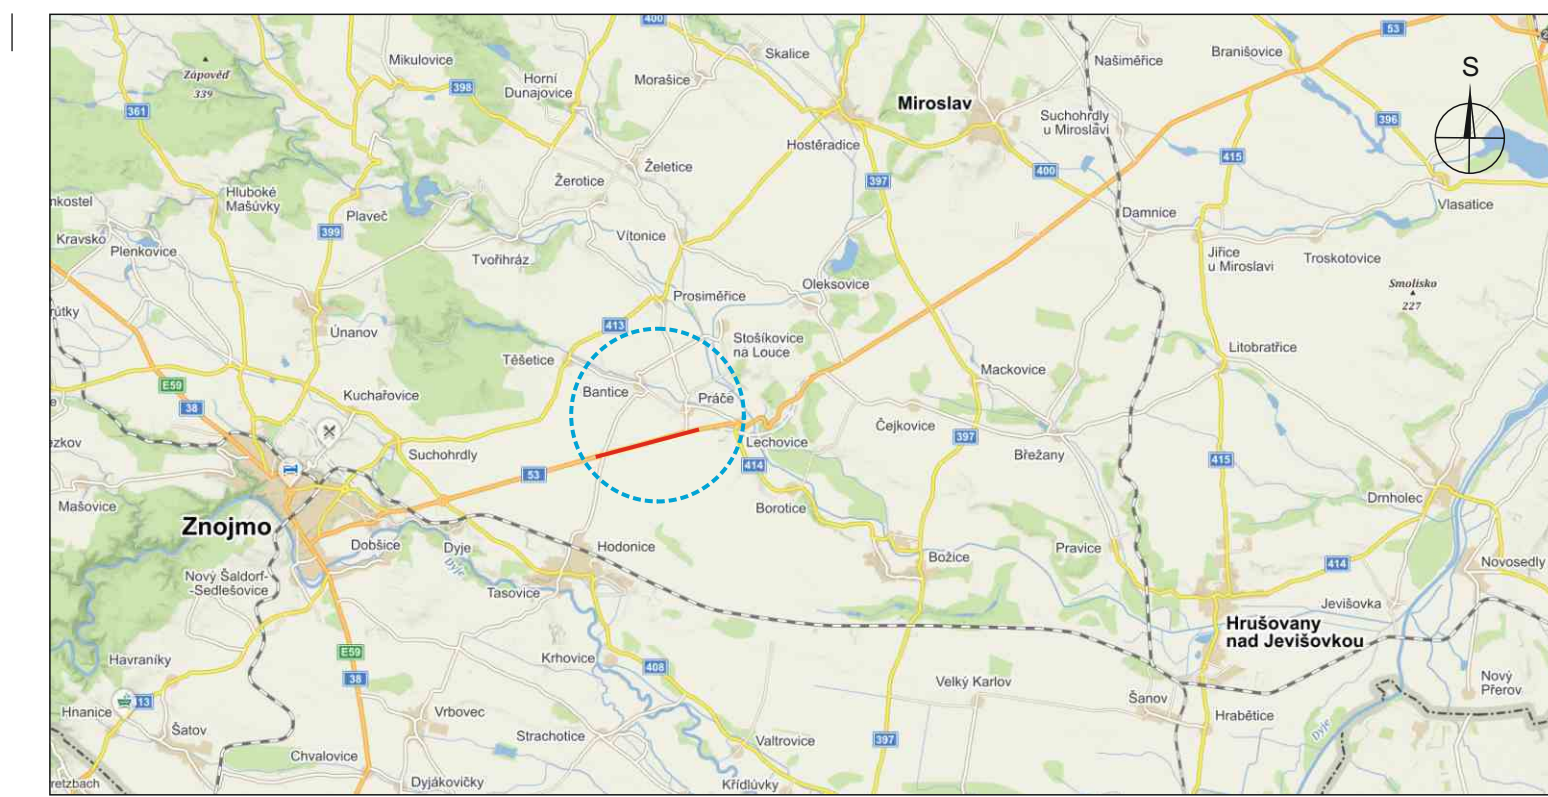 400
53
Skalice
Branišovice
Mikulovice
Našiměřice
Zápověď
339
Horní
Dunajovice
Morašice
S
398
361
Miroslav
Suchohrdly
u Miroslavi
396
Hostěradice
415
Želetice
400
Žerotice
397
Hluboké
Mašůvky
nkostel
Vlasatice
Plaveč
Damnice
399
Kravsko
Vítonice
Plenkovice
Tvořihráz
Jiřice
u Miroslavi
Troskotovice
Oleksovice
Smolisko
227
Prosiměřice
413
Únanov
Stošíkovice
na Louce
Litobratřice
Těšetice
Mackovice
E59
Bantice
Kuchařovice
Práče
38
Čejkovice
397
Lechovice
Suchohrdly
Břežany
415
414
53
Drnholec
Mašovice
Borotice
Znojmo
Dobšice
Dyje
Hodonice
Božice
Pravice
414
Novosedly
Dyje
Nový Šaldorf-
-Sedlešovice
Tasovice
Jevišovka
Hrušovany
nad Jevišovkou
E59
Havraníky
Krhovice
408
38
Velký Karlov
Nový
Přerov
Šanov
Hnanice
Vrbovec
Hrabětice
Šatov
Strachotice
Valtrovice
397
Dyje
Chvalovice
Dyjákovičky
Křídlůvky
retzbach